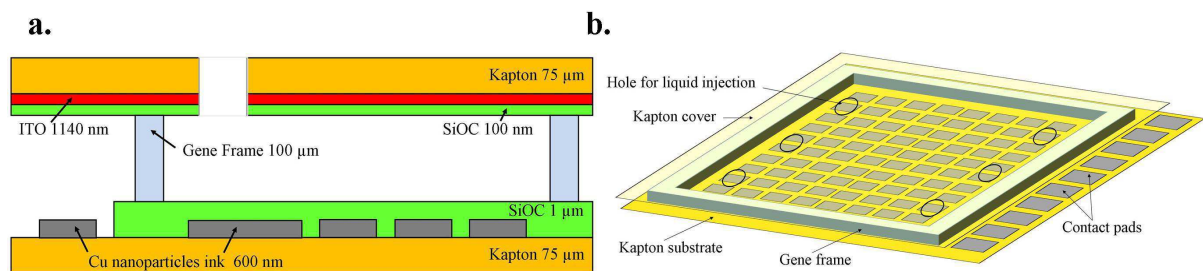 a.
Kapton 75 µm
ITO 1140 nm
SiOC 100 nm
Gene Frame 100 µm
SiOC 1 µm
Cu nanoparticles ink 600 nm
Kapton 75 µm
b.
Hole for liquid injection
Kapton cover
Kapton substrate
Gene frame
Contact pads